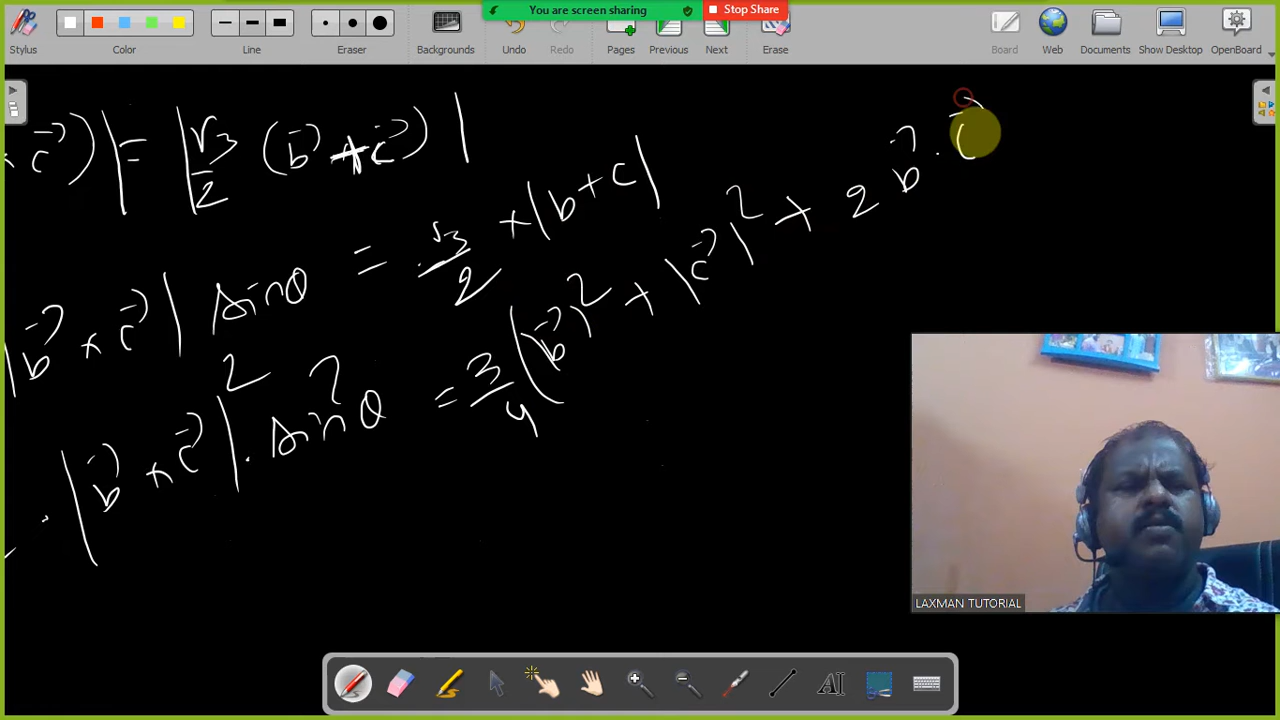 You are screen sharing
Stop Share
Stylus Color Line Eraser Backgrounds Undo Redo Pages Previous Next Erase Board Web Documents Show Desktop OpenBoard
× c⃗)| = |√3/2 (b⃗ + c⃗)|
|b⃗ × c⃗| sinθ = √3/2 × |b + c|
. |b⃗ × c⃗|² . sin²θ = 3/4 (|b⃗|² + |c⃗|² + 2 b⃗ . c⃗
LAXMAN TUTORIAL
AI